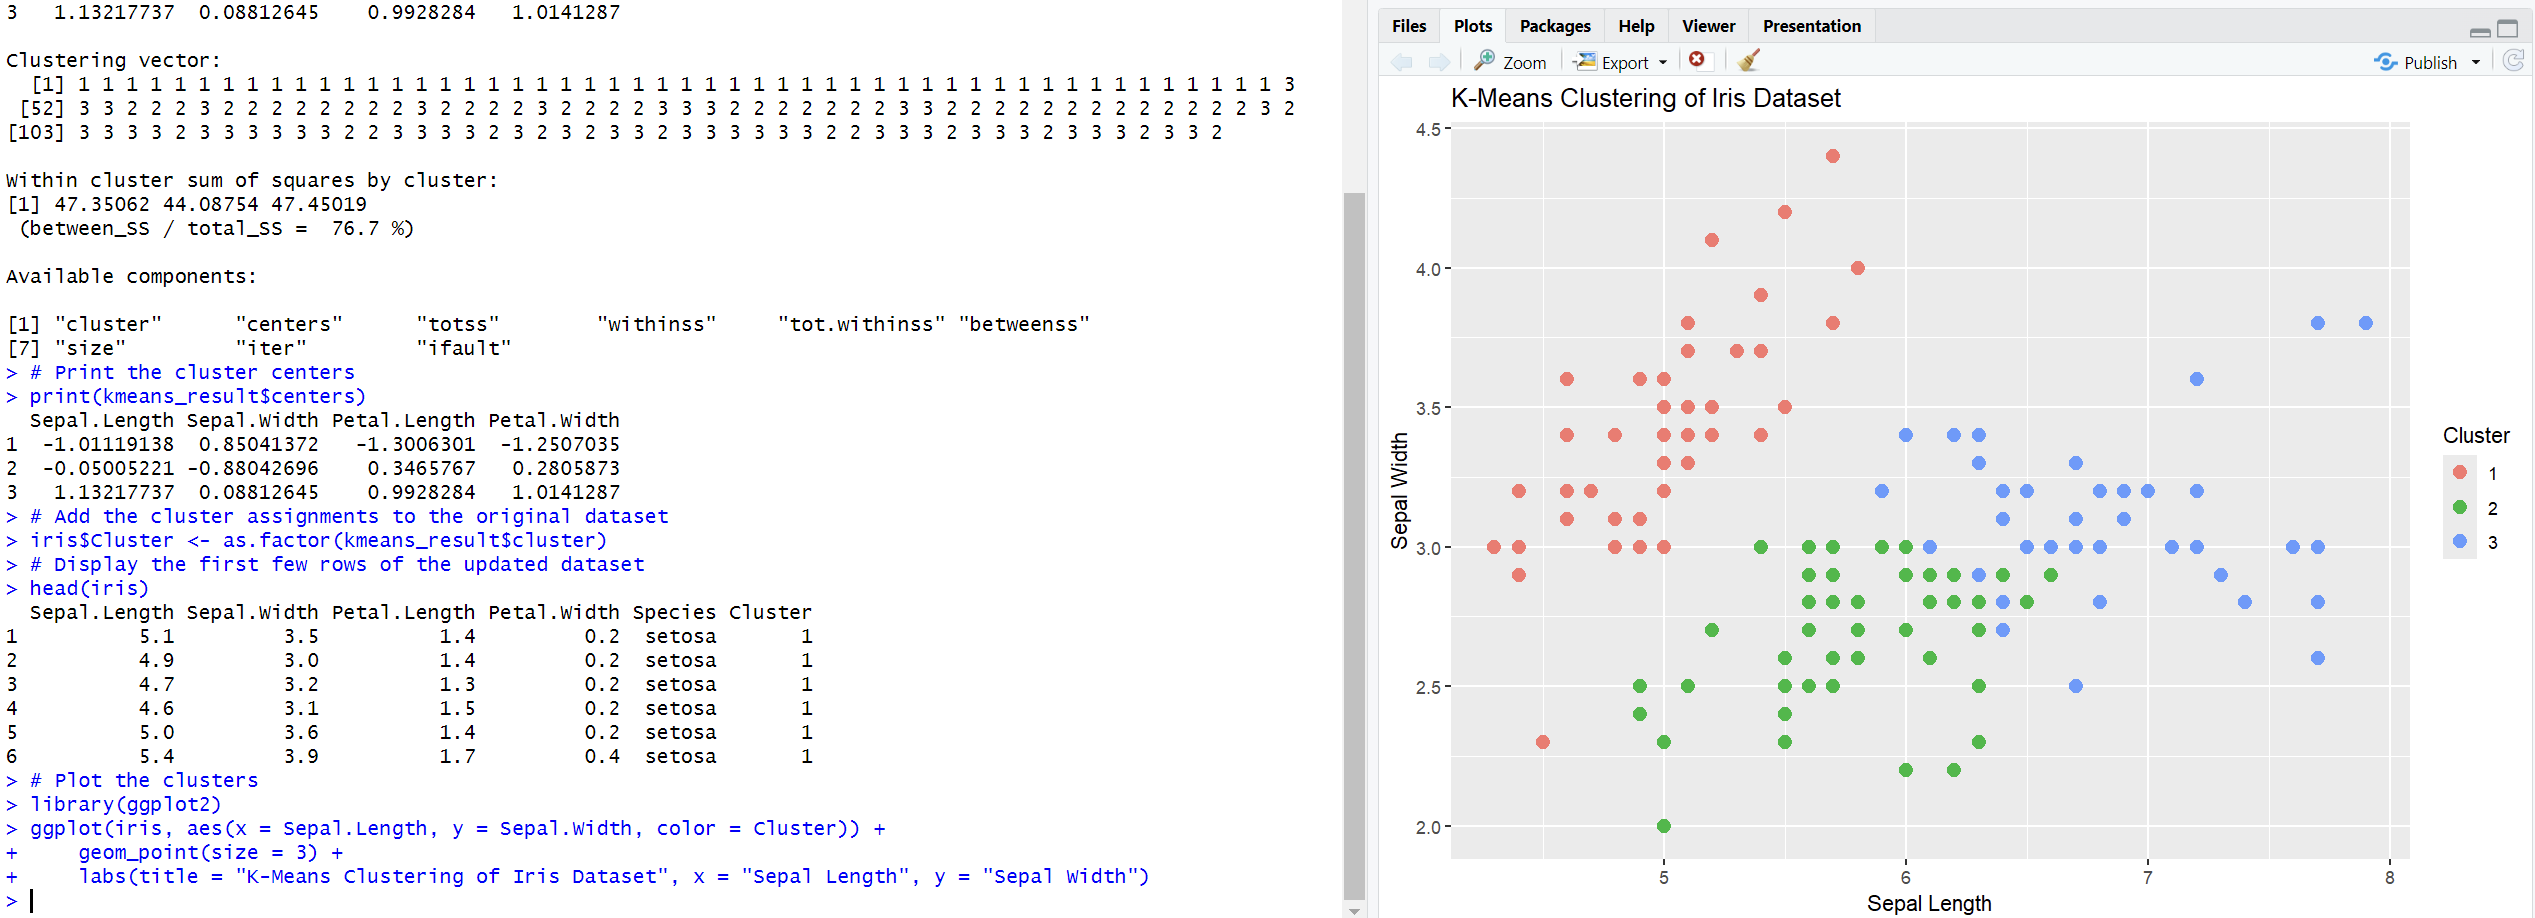 3   1.13217737  0.08812645    0.9928284   1.0141287
Clustering vector:
  [1] 1 1 1 1 1 1 1 1 1 1 1 1 1 1 1 1 1 1 1 1 1 1 1 1 1 1 1 1 1 1 1 1 1 1 1 1 1 1 1 1 1 1 1 1 1 1 1 1 1 1 3
 [52] 3 3 2 2 2 3 2 2 2 2 2 2 2 2 3 2 2 2 2 3 2 2 2 2 3 3 3 2 2 2 2 2 2 2 3 3 2 2 2 2 2 2 2 2 2 2 2 2 2 3 2
[103] 3 3 3 3 2 3 3 3 3 3 3 2 2 3 3 3 3 2 3 2 3 2 3 3 2 3 3 3 3 3 3 2 2 3 3 3 2 3 3 3 2 3 3 3 2 3 3 2
Within cluster sum of squares by cluster:
[1] 47.35062 44.08754 47.45019
 (between_SS / total_SS =  76.7 %)
Available components:
[1] "cluster"      "centers"      "totss"        "withinss"     "tot.withinss" "betweenss"
[7] "size"         "iter"         "ifault"
> # Print the cluster centers
> print(kmeans_result$centers)
  Sepal.Length Sepal.Width Petal.Length Petal.Width
1  -1.01119138  0.85041372   -1.3006301  -1.2507035
2  -0.05005221 -0.88042696    0.3465767   0.2805873
3   1.13217737  0.08812645    0.9928284   1.0141287
> # Add the cluster assignments to the original dataset
> iris$Cluster <- as.factor(kmeans_result$cluster)
> # Display the first few rows of the updated dataset
> head(iris)
  Sepal.Length Sepal.Width Petal.Length Petal.Width Species Cluster
1          5.1         3.5          1.4         0.2  setosa       1
2          4.9         3.0          1.4         0.2  setosa       1
3          4.7         3.2          1.3         0.2  setosa       1
4          4.6         3.1          1.5         0.2  setosa       1
5          5.0         3.6          1.4         0.2  setosa       1
6          5.4         3.9          1.7         0.4  setosa       1
> # Plot the clusters
> library(ggplot2)
> ggplot(iris, aes(x = Sepal.Length, y = Sepal.Width, color = Cluster)) +
+     geom_point(size = 3) +
+     labs(title = "K-Means Clustering of Iris Dataset", x = "Sepal Length", y = "Sepal Width")
>
Files Plots Packages Help Viewer Presentation
Zoom Export Publish
K-Means Clustering of Iris Dataset
4.5
4.0
3.5
3.0
2.5
2.0
Sepal Width
5 6 7 8
Sepal Length
Cluster
1
2
3